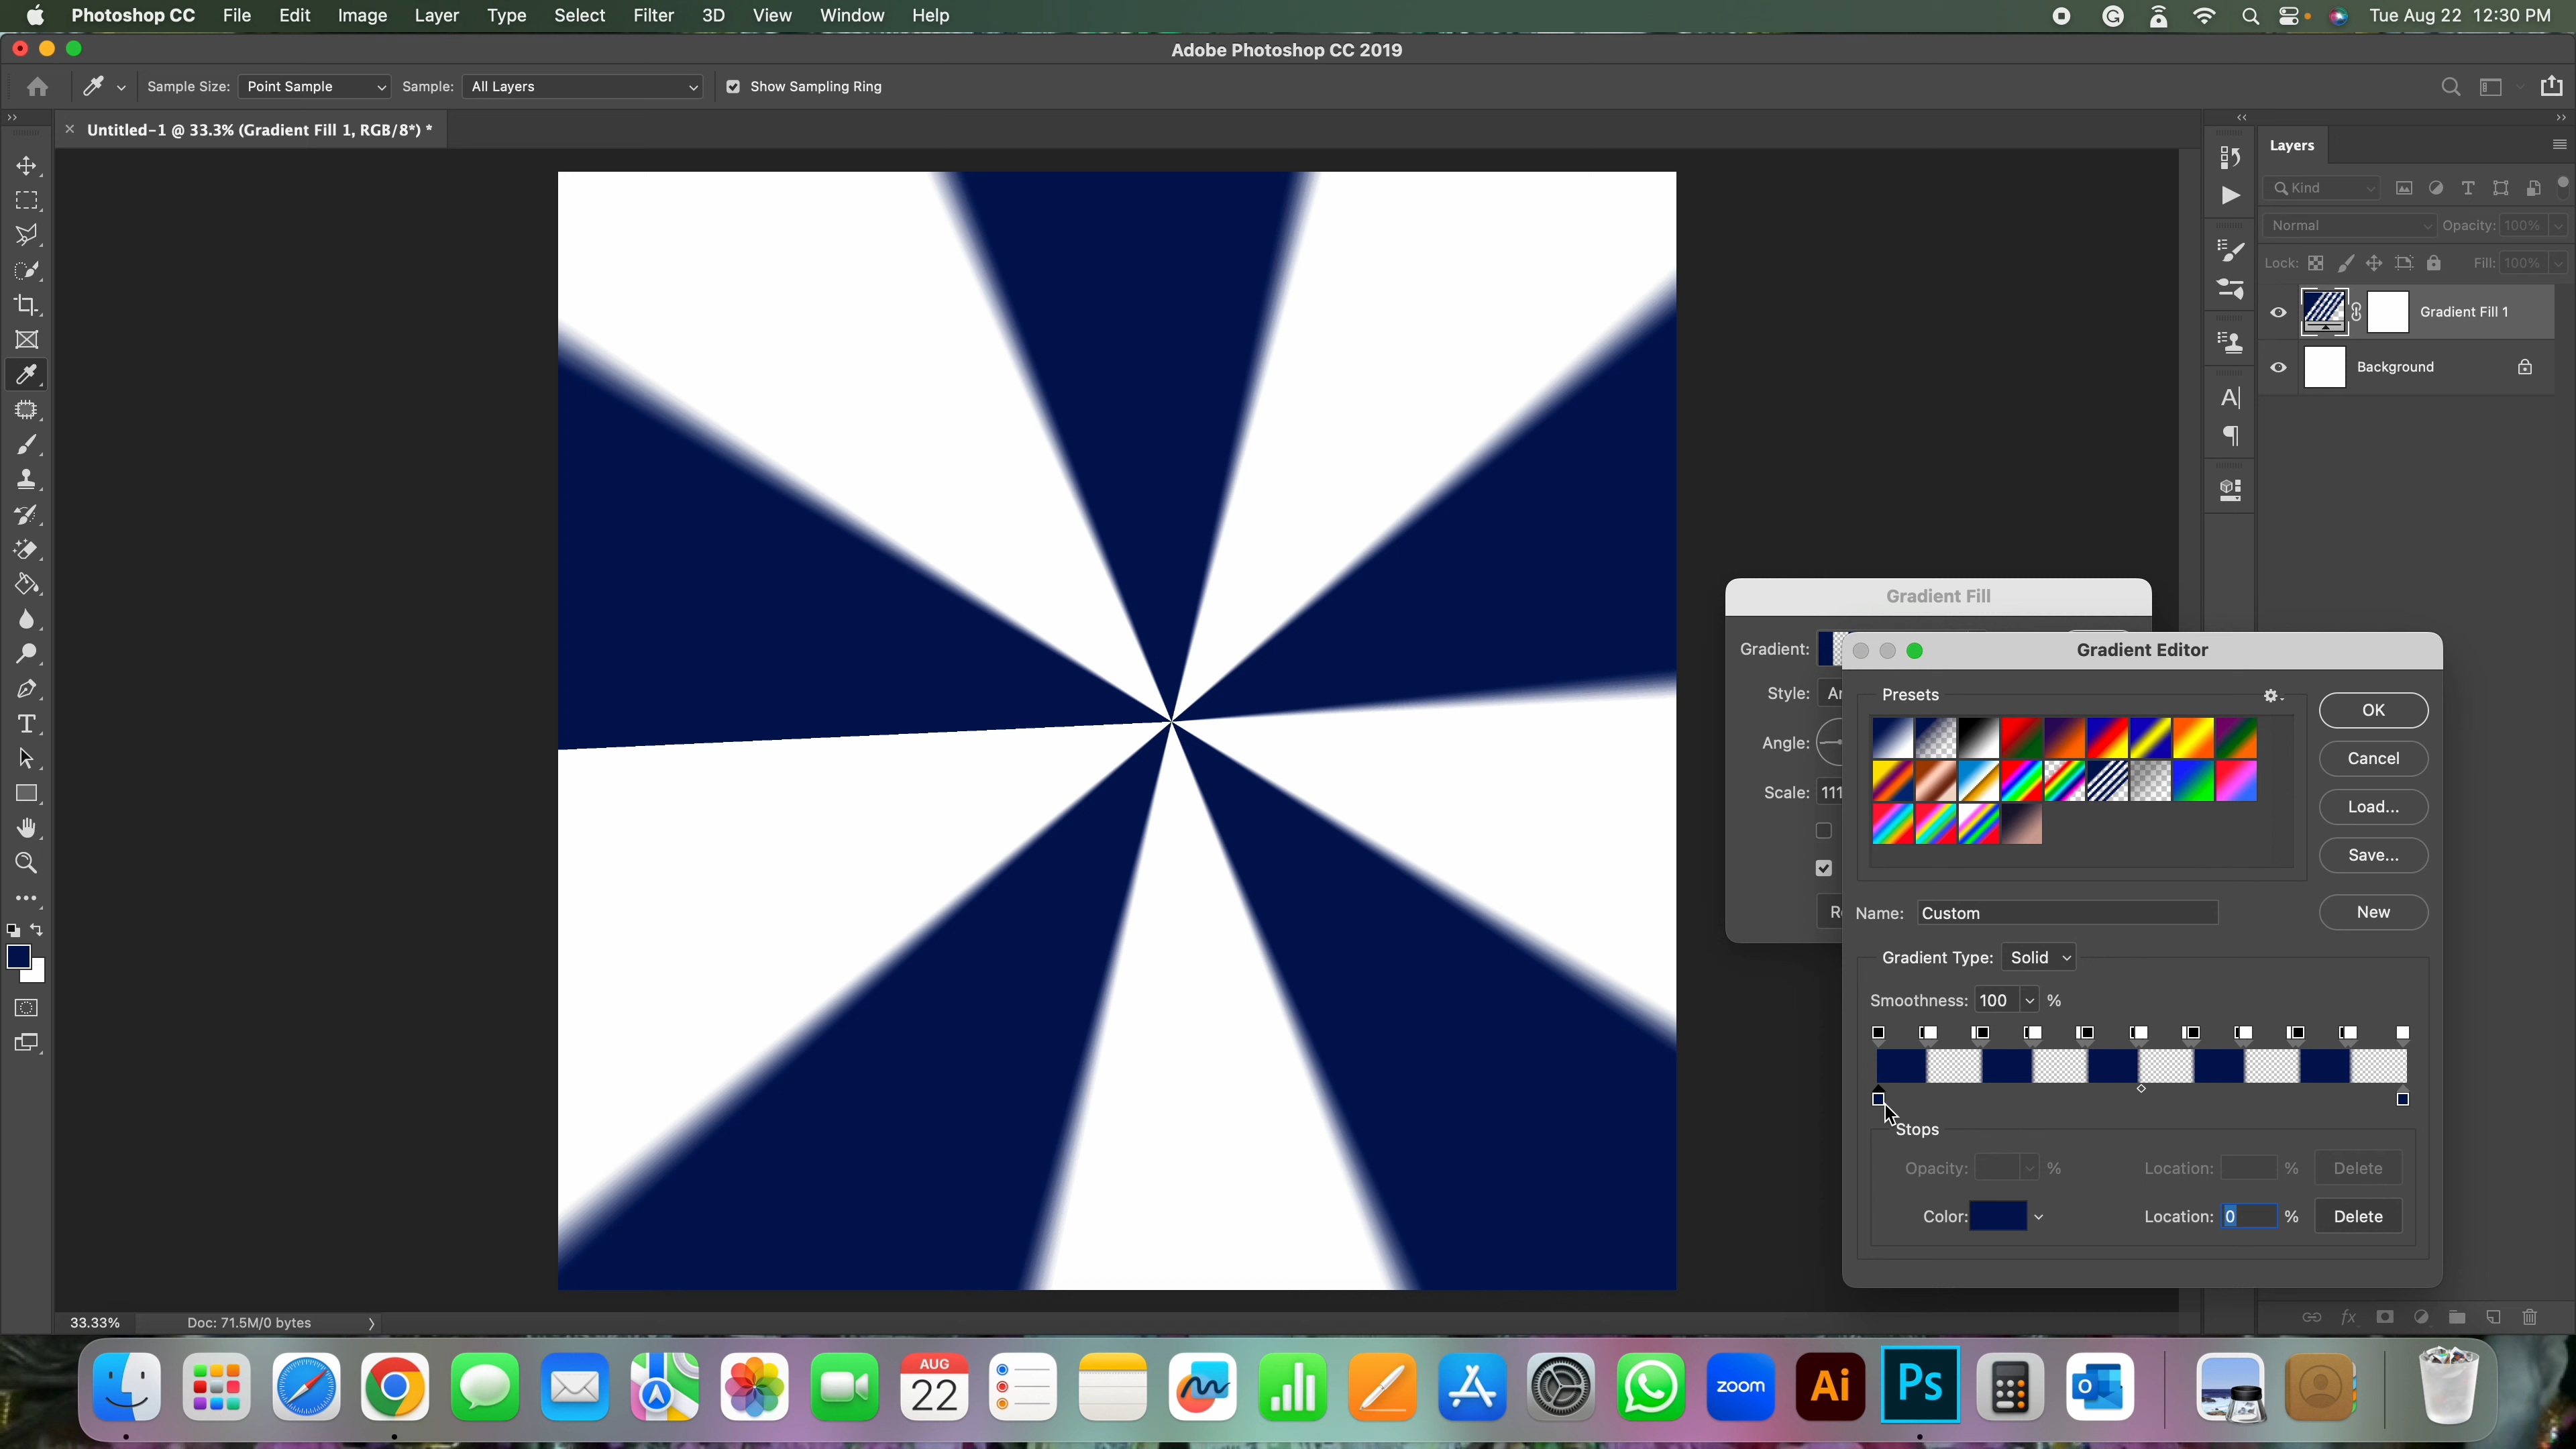 Photoshop CC File Edit Image Layer Type Select Filter 3D View Window Help Tue Aug 22 12:30 PM
Adobe Photoshop CC 2019
Sample Size: Point Sample Sample: All Layers Show Sampling Ring
Untitled-1 @ 33.3% (Gradient Fill 1, RGB/8*) *
Layers
Kind
Normal Opacity: 100%
Lock: Fill: 100%
Gradient Fill 1
Background
Gradient Fill
Gradient:
Style:
Angle:
Scale: 111
Gradient Editor
Presets
OK
Cancel
Load...
Save...
Name: Custom New
Gradient Type: Solid
Smoothness: 100 %
Stops
Opacity: % Location: % Delete
Color: Location: 0 % Delete
33.33% Doc: 71.5M/0 bytes
AUG
22
zoom
Ai
Ps